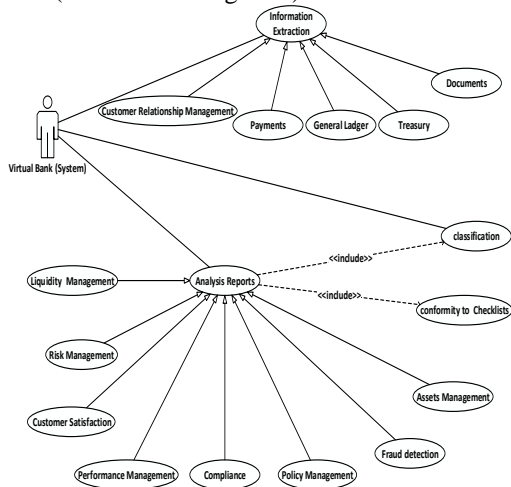 Information
Extraction
Documents
Customer Relationship Management
Payments
General Ledger
Treasury
Virtual Bank (System)
classification
<<include>>
Liquidity Management
Analysis Reports
<<include>>
conformity to Checklists
Risk Management
Assets Management
Customer Satisfaction
Fraud detection
Performance Management
Compliance
Policy Management